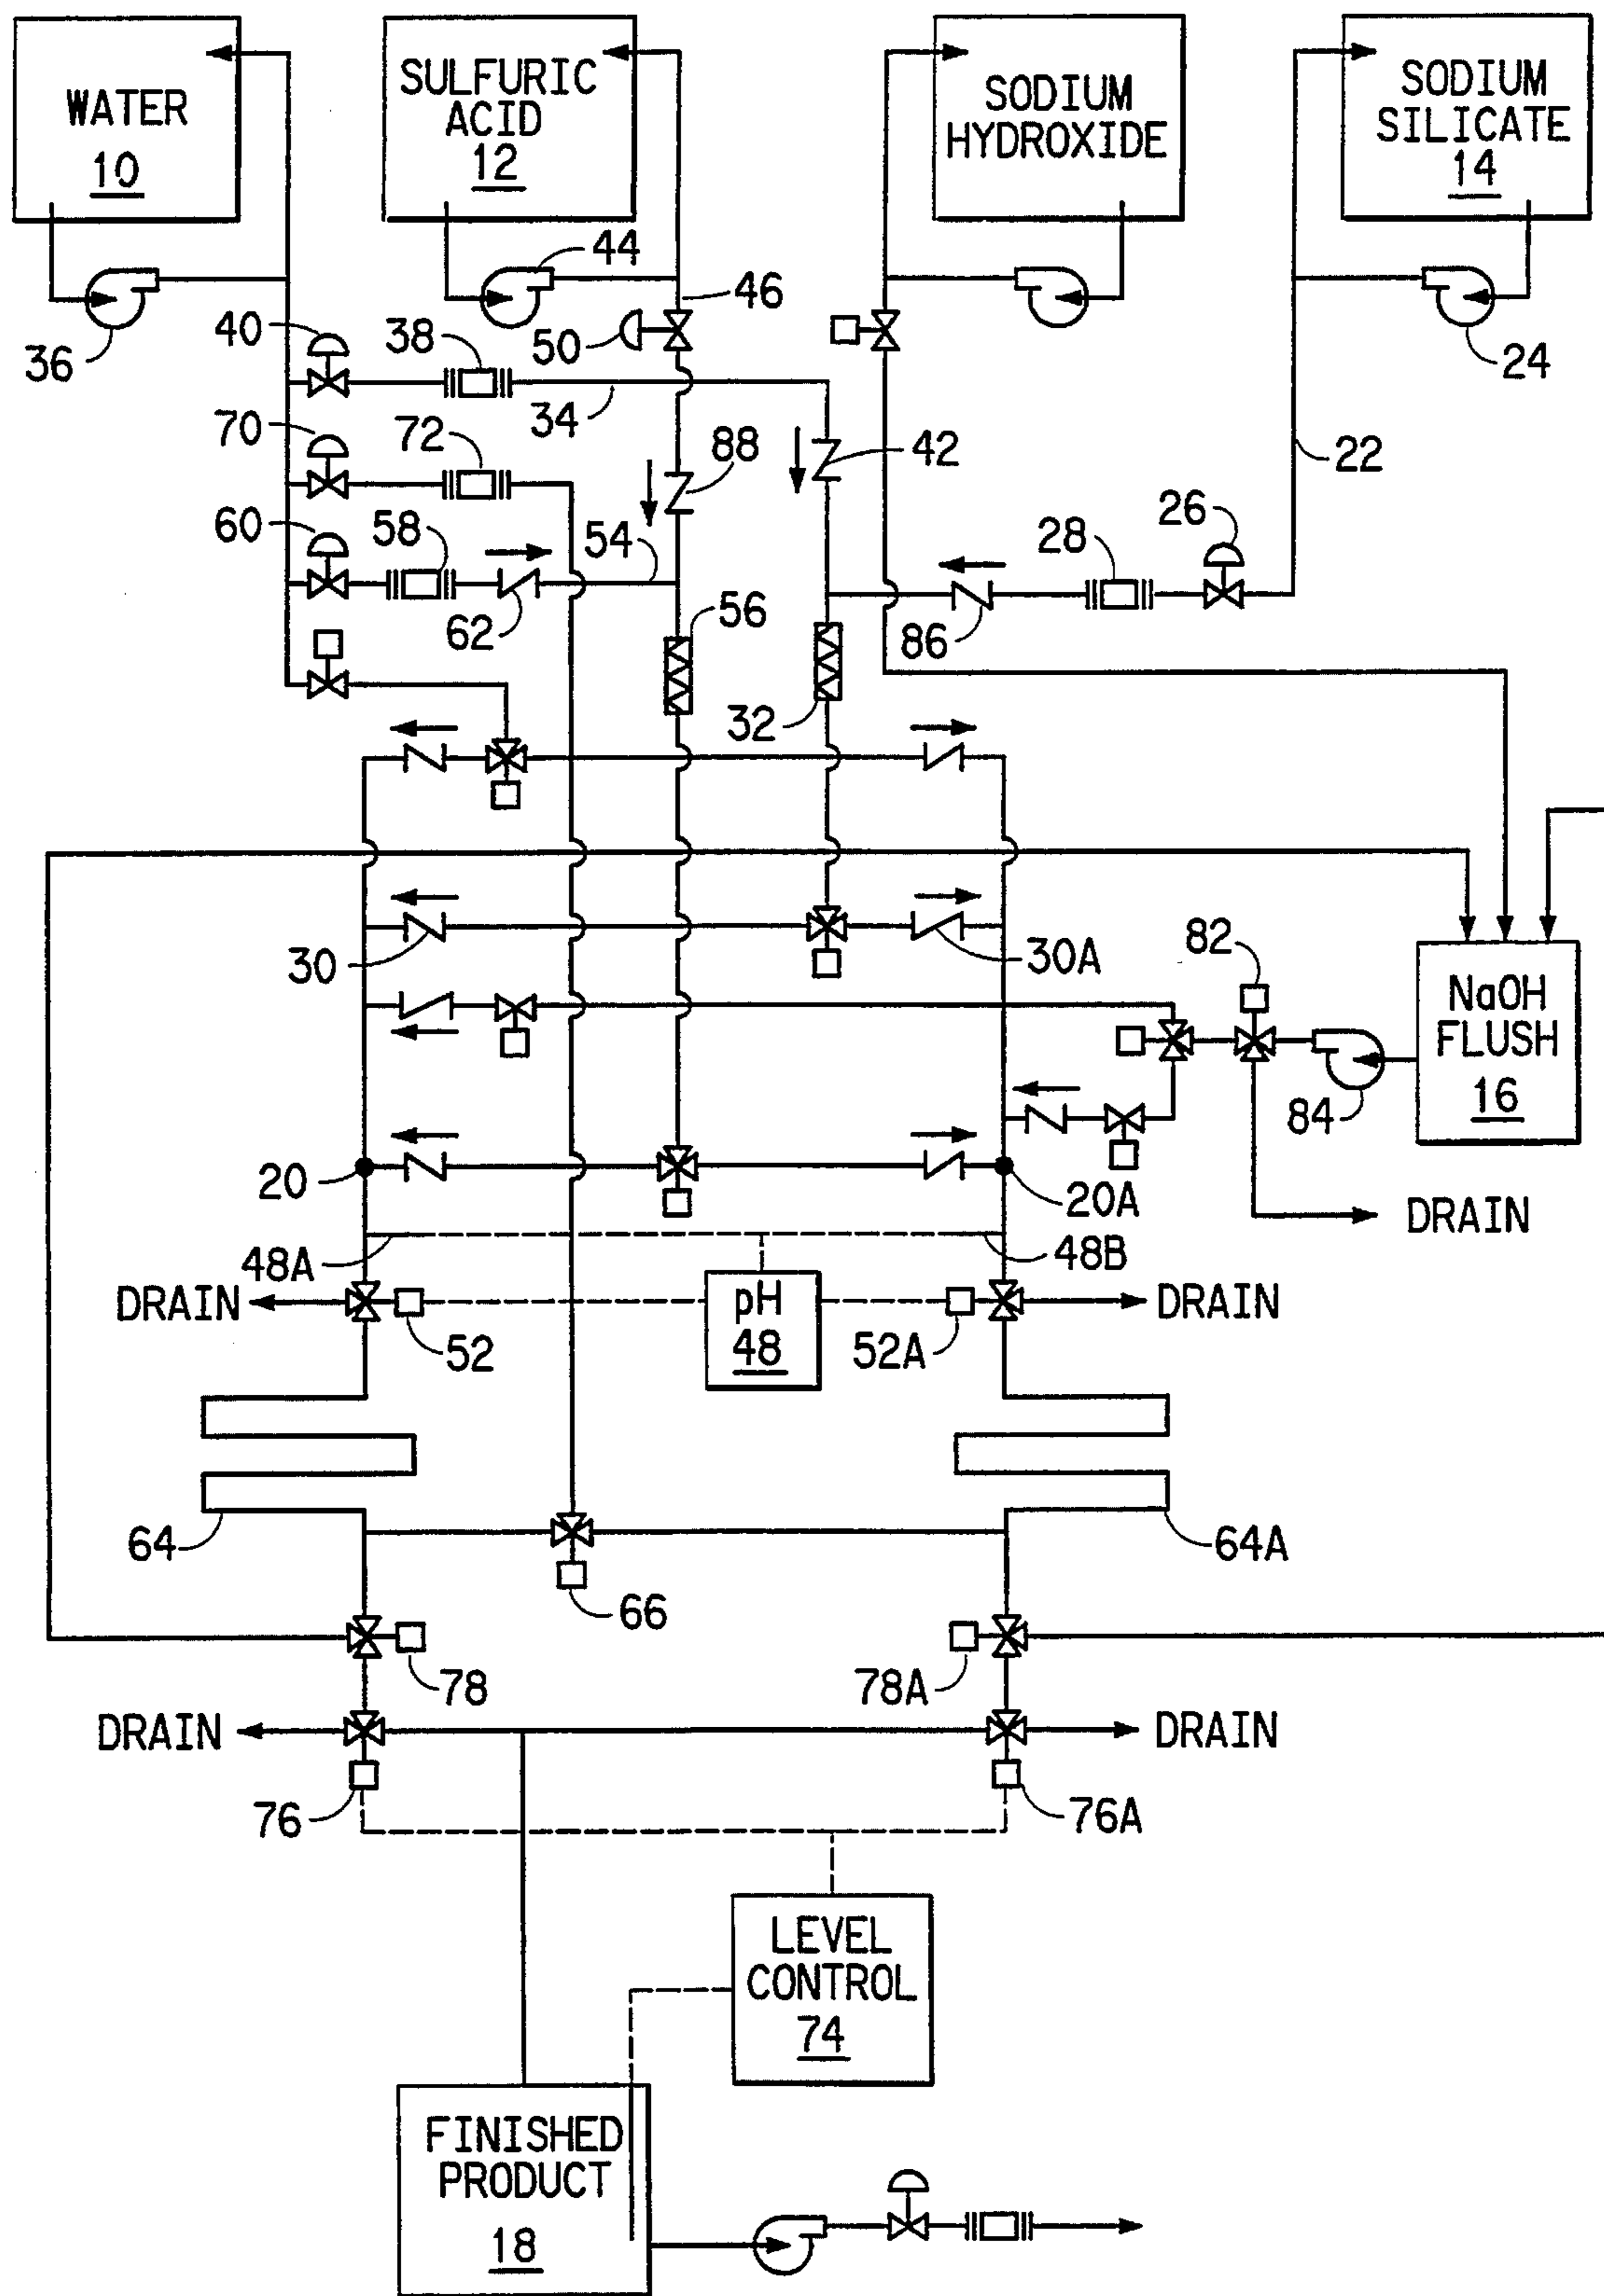 WATER
10
SULFURIC
ACID
12
SODIUM
HYDROXIDE
SODIUM
SILICATE
14
36
44
46
24
40
38
50
34
70
72
88
42
22
60
58
54
26
28
62
56
86
32
30
30A
82
NaOH
FLUSH
16
84
20
20A
DRAIN
48A
48B
DRAIN
pH
48
DRAIN
52
52A
64
64A
66
78
78A
DRAIN
DRAIN
76
76A
LEVEL
CONTROL
74
FINISHED
PRODUCT
18